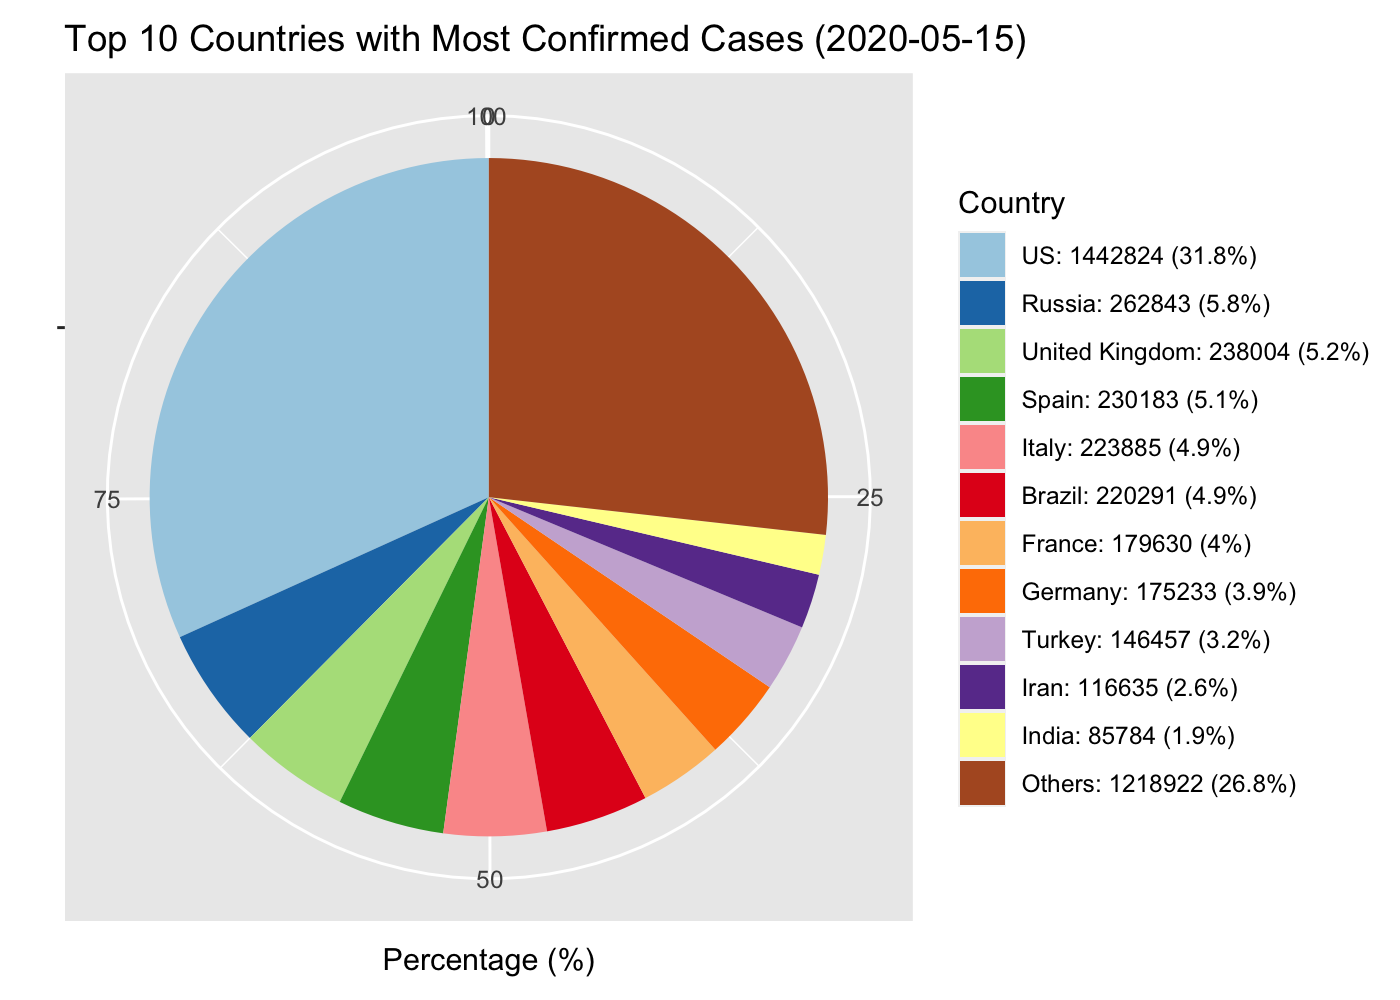 Top 10 Countries with Most Confirmed Cases (2020-05-15)
100
0
75
25
50
Percentage (%)
Country
US: 1442824 (31.8%)
Russia: 262843 (5.8%)
United Kingdom: 238004 (5.2%)
Spain: 230183 (5.1%)
Italy: 223885 (4.9%)
Brazil: 220291 (4.9%)
France: 179630 (4%)
Germany: 175233 (3.9%)
Turkey: 146457 (3.2%)
Iran: 116635 (2.6%)
India: 85784 (1.9%)
Others: 1218922 (26.8%)